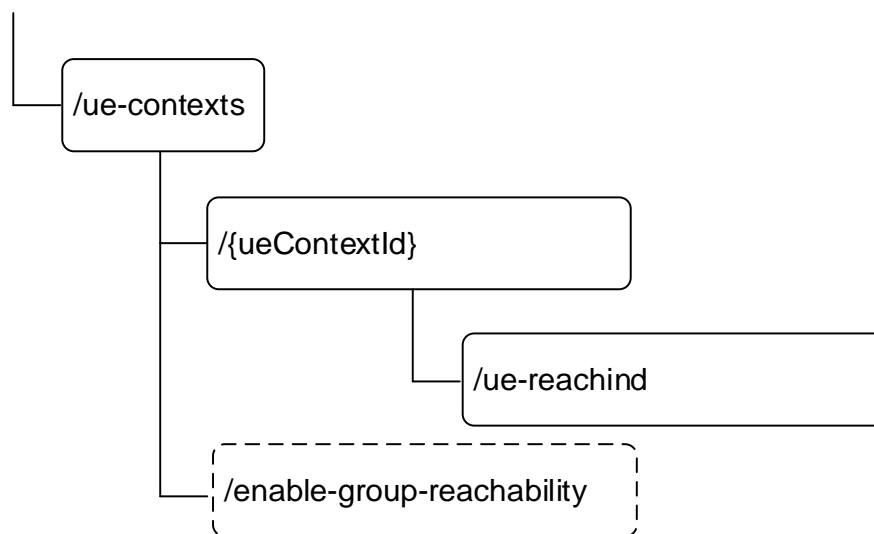 /ue-contexts
/{ueContextId}
/ue-reachind
/enable-group-reachability